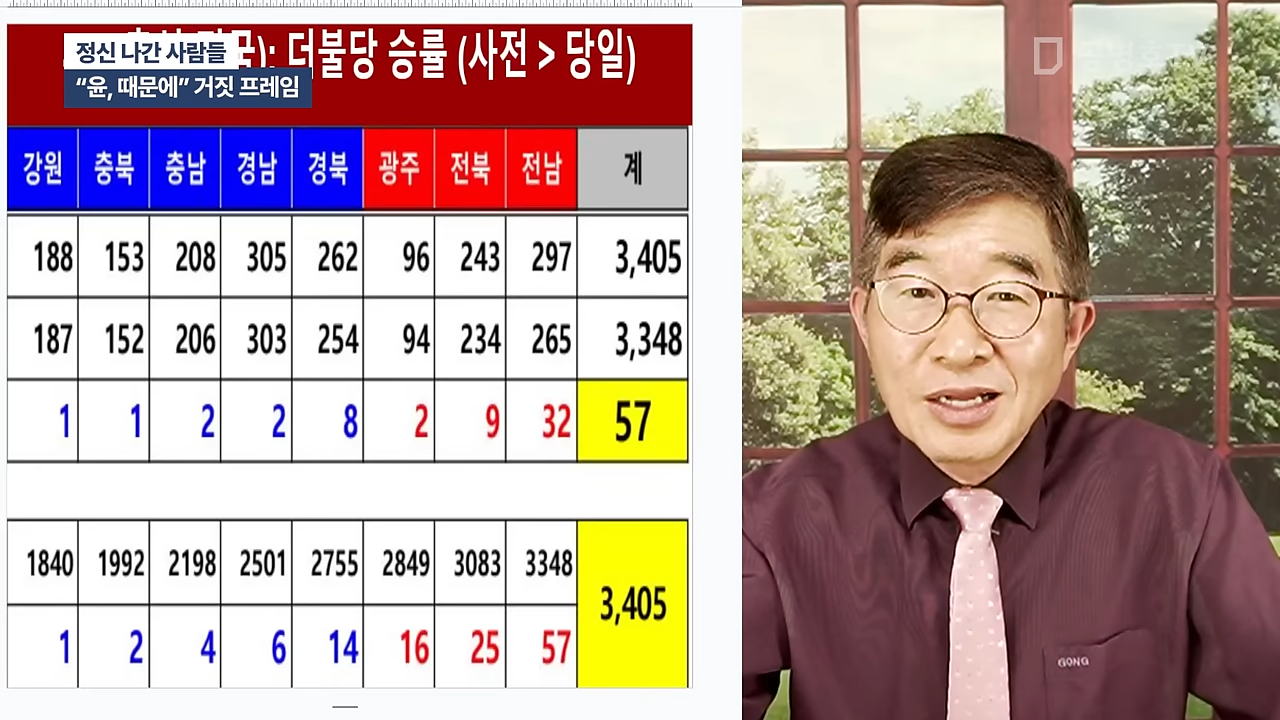 정신 나간 사람들
“윤, 때문에” 거짓 프레임
더불당 승률 (사전 > 당일)
강원 충북 충남 경남 경북 광주 전북 전남 계
188 153 208 305 262 96 243 297 3,405
187 152 206 303 254 94 234 265 3,348
1 1 2 2 8 2 9 32 57
1840 1992 2198 2501 2755 2849 3083 3348 3,405
1 2 4 6 14 16 25 57
GONG